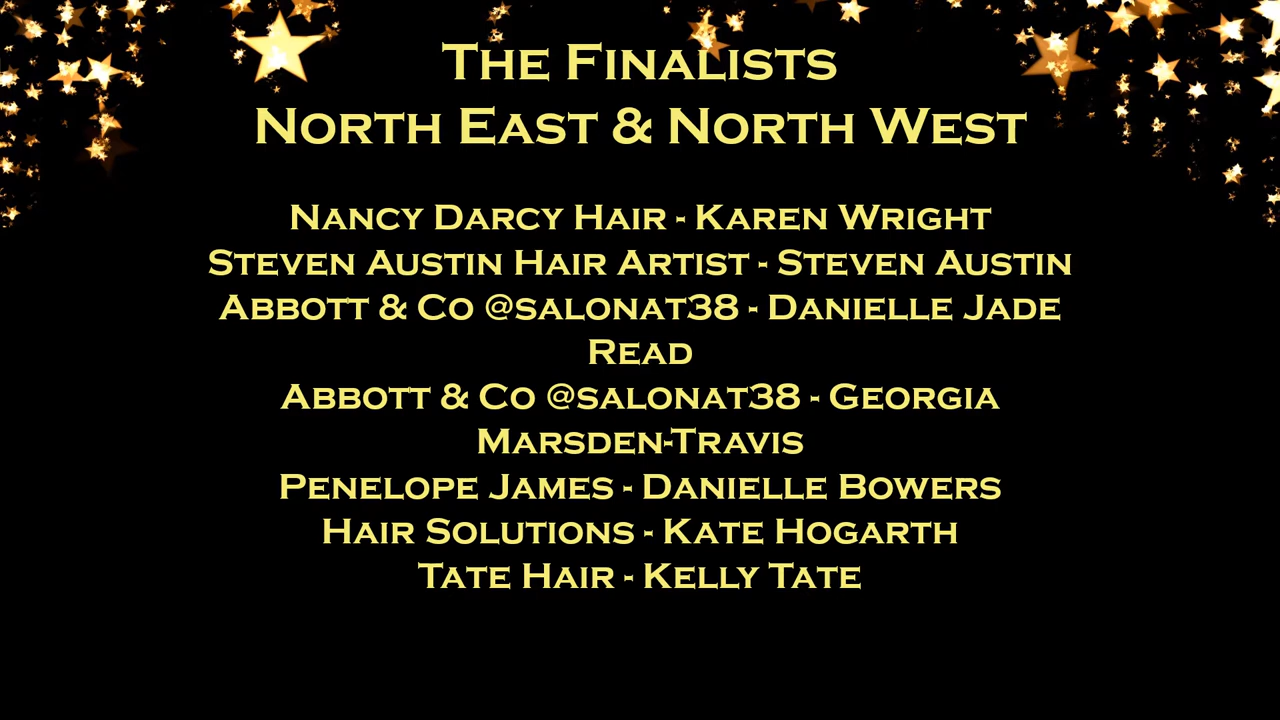 The Finalists
North East & North West
Nancy Darcy Hair - Karen Wright
Steven Austin Hair Artist - Steven Austin
Abbott & Co @salonat38 - Danielle Jade
Read
Abbott & Co @salonat38 - Georgia
Marsden-Travis
Penelope James - Danielle Bowers
Hair Solutions - Kate Hogarth
Tate Hair - Kelly Tate